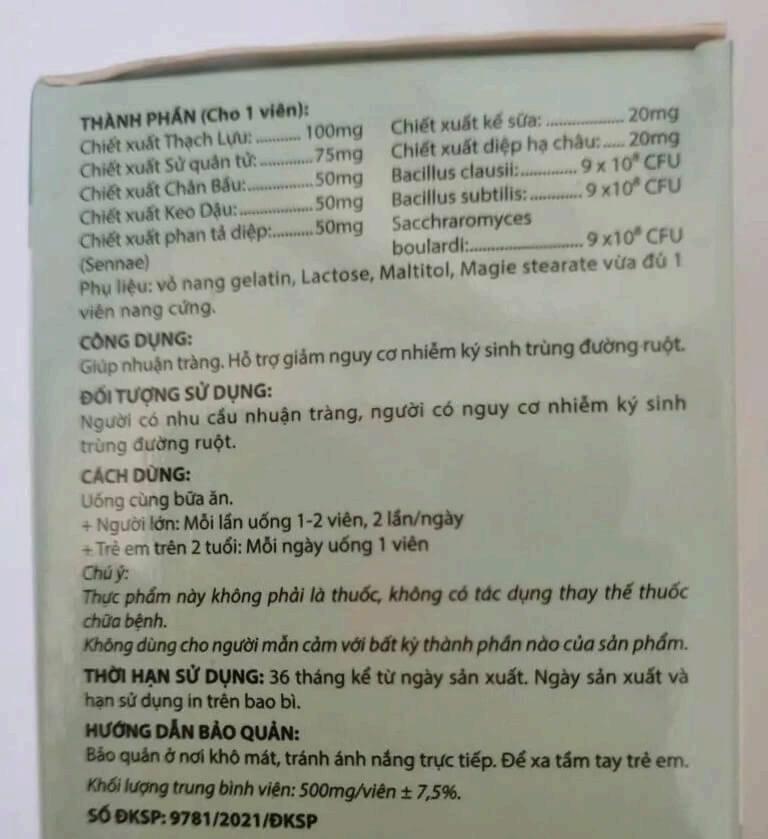 THÀNH PHẦN (Cho 1 viên):
Chiết xuất Thạch Lựu: ........... 100mg
Chiết xuất Sử quân tử: ............. 75mg
Chiết xuất Chân Bầu: ................ 50mg
Chiết xuất Keo Dậu: .................. 50mg
Chiết xuất phan tả diệp: .......... 50mg
(Sennae)
Chiết xuất kế sữa: ................... 20mg
Chiết xuất diệp hạ châu: ..... 20mg
Bacillus clausii: .............. 9 x 10⁸ CFU
Bacillus subtilis: ............. 9 x10⁸ CFU
Sacchraromyces
boulardi: ............................ 9 x10⁸ CFU
Phụ liệu: vỏ nang gelatin, Lactose, Maltitol, Magie stearate vừa đủ 1
viên nang cứng.
CÔNG DỤNG:
Giúp nhuận tràng. Hỗ trợ giảm nguy cơ nhiễm ký sinh trùng đường ruột.
ĐỐI TƯỢNG SỬ DỤNG:
Người có nhu cầu nhuận tràng, người có nguy cơ nhiễm ký sinh
trùng đường ruột.
CÁCH DÙNG:
Uống cùng bữa ăn.
+ Người lớn: Mỗi lần uống 1-2 viên, 2 lần/ngày
+ Trẻ em trên 2 tuổi: Mỗi ngày uống 1 viên
Chú ý:
Thực phẩm này không phải là thuốc, không có tác dụng thay thế thuốc
chữa bệnh.
Không dùng cho người mẫn cảm với bất kỳ thành phần nào của sản phẩm.
THỜI HẠN SỬ DỤNG: 36 tháng kể từ ngày sản xuất. Ngày sản xuất và
hạn sử dụng in trên bao bì.
HƯỚNG DẪN BẢO QUẢN:
Bảo quản ở nơi khô mát, tránh ánh nắng trực tiếp. Để xa tầm tay trẻ em.
Khối lượng trung bình viên: 500mg/viên ± 7,5%.
SỐ ĐKSP: 9781/2021/ĐKSP